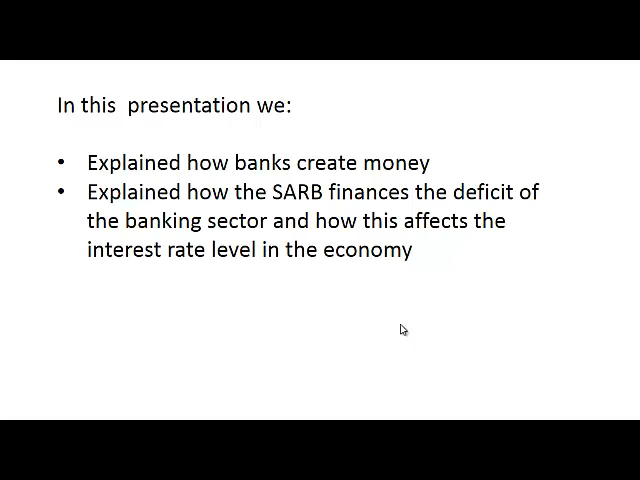 In this presentation we:
• Explained how banks create money
• Explained how the SARB finances the deficit of
the banking sector and how this affects the
interest rate level in the economy